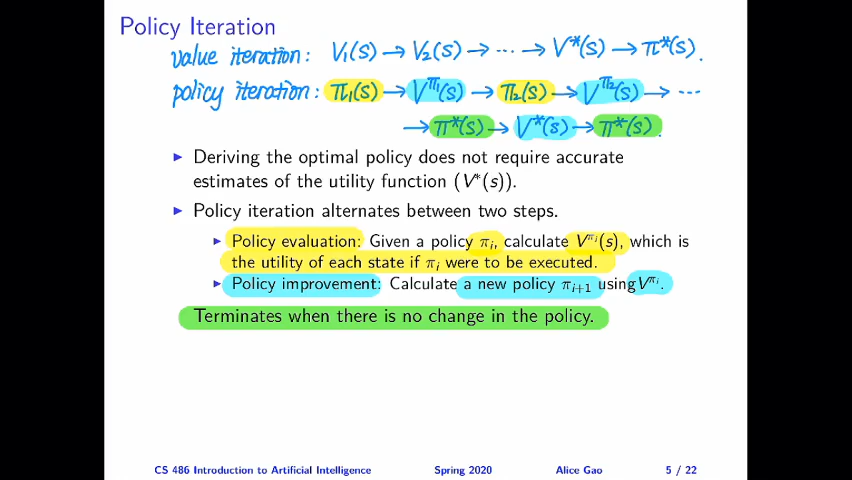 Policy Iteration
value iteration: V₁(s) → V₂(s) → ... → V*(s) → π*(s).
policy iteration: π₁(s) → V^π₁(s) → π₂(s) → V^π₂(s) → ...
→ π*(s) → V*(s) → π*(s).
▶ Deriving the optimal policy does not require accurate
estimates of the utility function (V*(s)).
▶ Policy iteration alternates between two steps.
▶ Policy evaluation: Given a policy πᵢ, calculate V^πᵢ(s), which is
the utility of each state if πᵢ were to be executed.
▶ Policy improvement: Calculate a new policy πᵢ₊₁ using V^πᵢ.
Terminates when there is no change in the policy.
CS 486 Introduction to Artificial Intelligence Spring 2020 Alice Gao 5 / 22